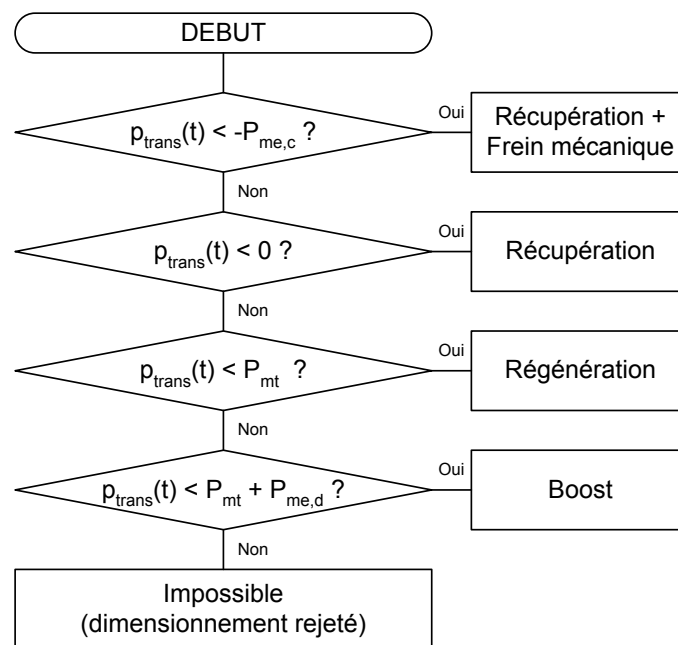 DEBUT
p_trans(t) < -P_me,c ?
Oui
Récupération +
Frein mécanique
Non
p_trans(t) < 0 ?
Oui
Récupération
Non
p_trans(t) < P_mt ?
Oui
Régénération
Non
p_trans(t) < P_mt + P_me,d ?
Oui
Boost
Non
Impossible
(dimensionnement rejeté)